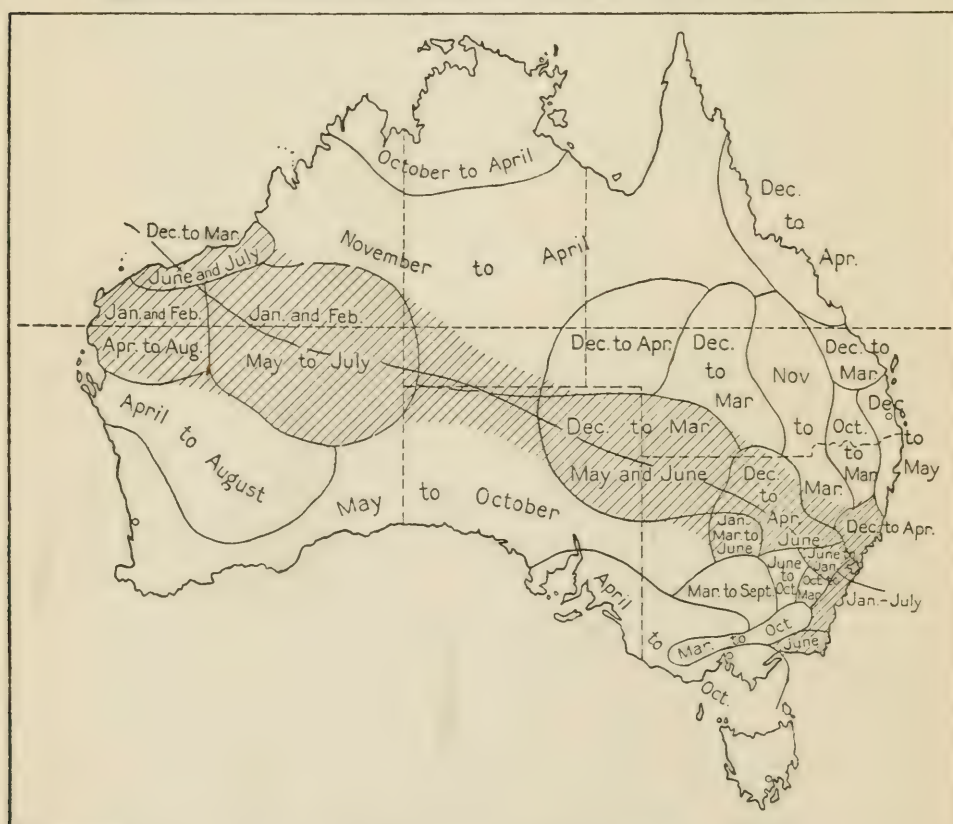 October to April
Dec.
to
Apr.
Dec. to Mar.
June and July
November to April
Jan. and Feb.
Apr. to Aug.
Jan. and Feb.
May to July
Dec. to Apr.
Dec.
to
Mar
Nov
to
Mar.
Dec. to
Mar.
Oct.
to
Mar
Dec
to
May
April
to
August
May to October
Dec. to Mar.
May and June
Dec.
to
Apr.
June
Dec. to Apr.
Jan.
Mar. to
June
June
to
Oct.
June
Jan.
Oct. to
Jan.-July
Mar. to Sept.
April
to
Oct.
Mar. to Oct
June